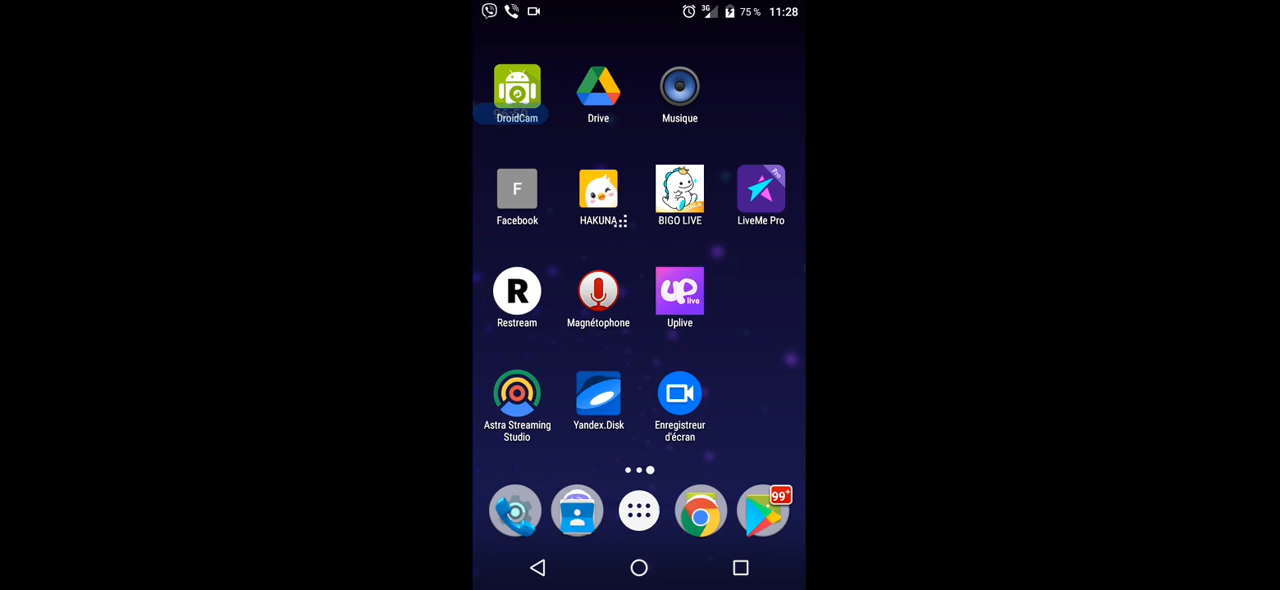 3G 75 % 11:28
DroidCam Drive Musique
F
Facebook HAKUNA BIGO LIVE Pro LiveMe Pro
R
Restream Magnétophone up live Uplive
Astra Streaming Studio Yandex.Disk Enregistreur d'écran
99+